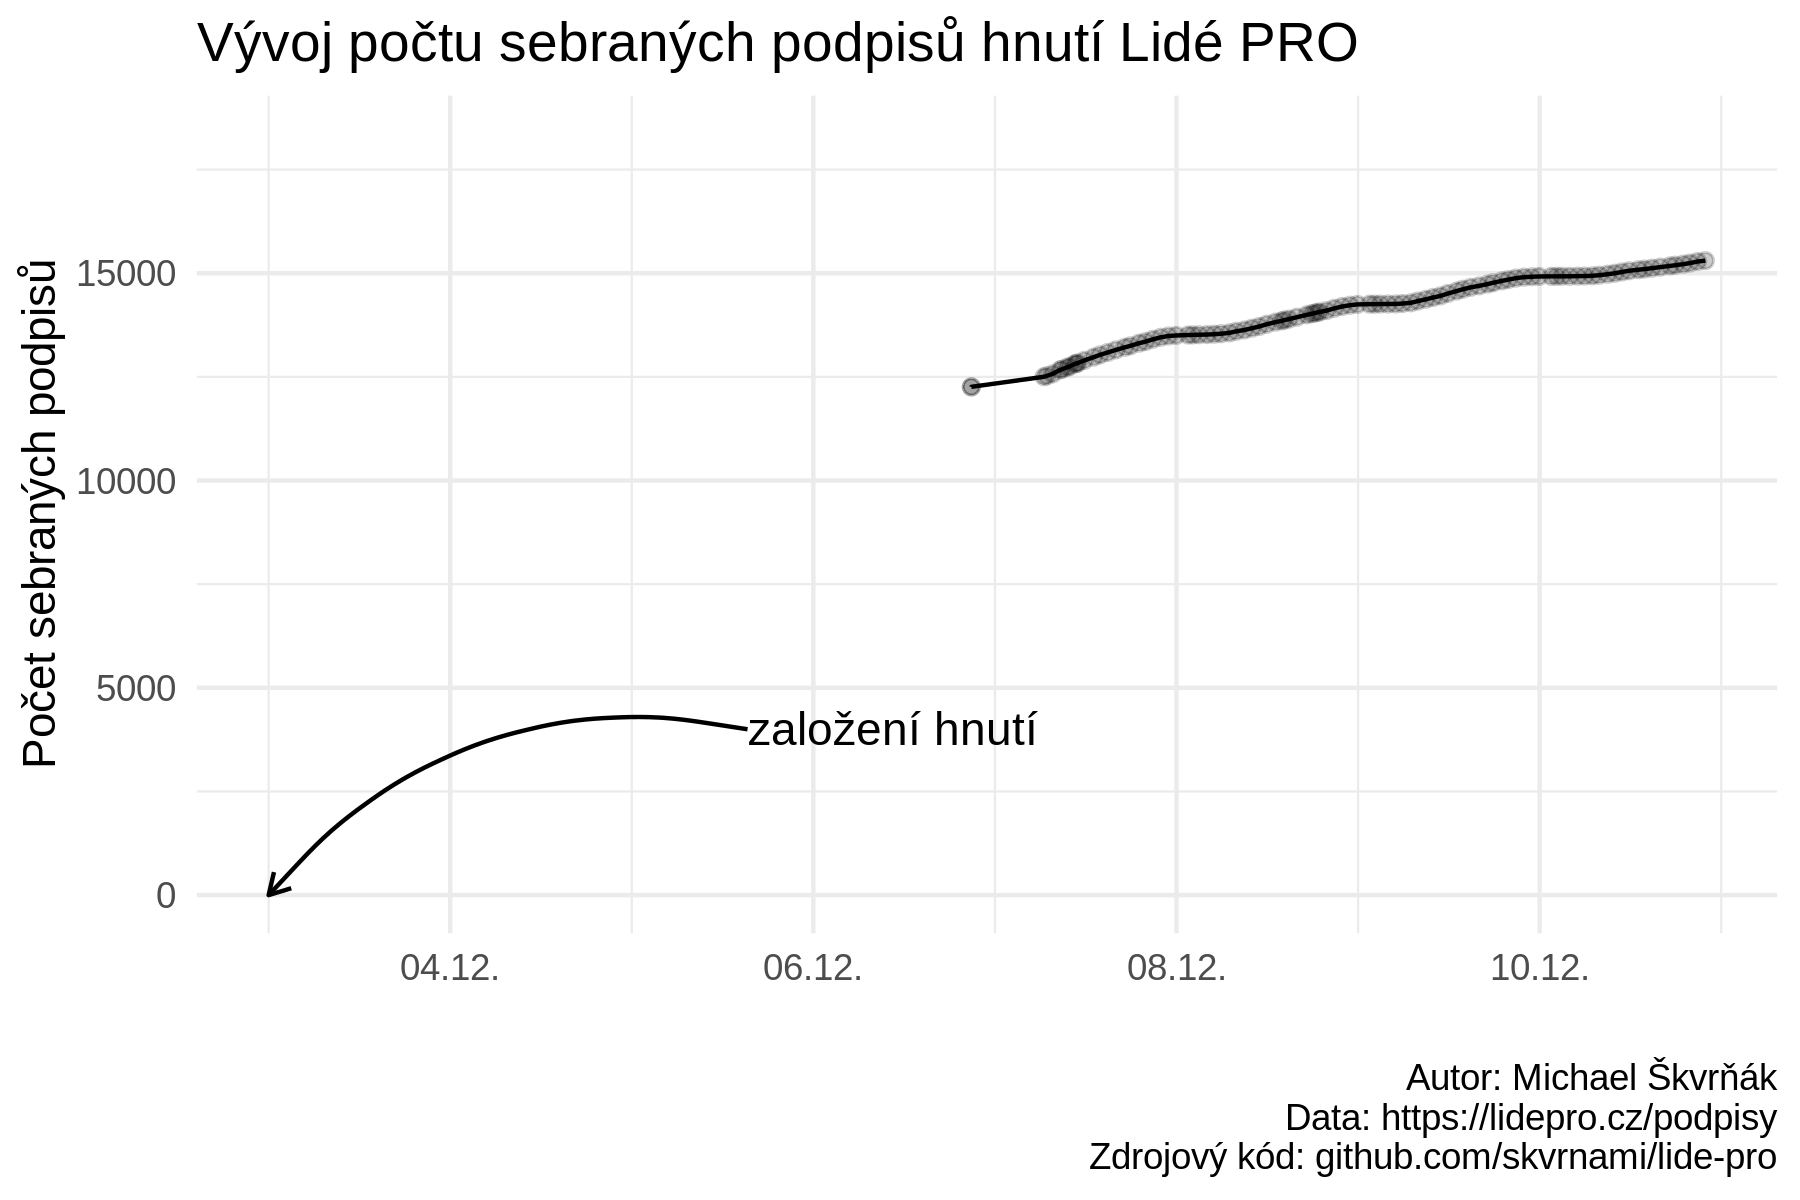 Vývoj počtu sebraných podpisů hnutí Lidé PRO
Počet sebraných podpisů
15000
10000
5000
0
založení hnutí
04.12.
06.12.
08.12.
10.12.
Autor: Michael Škvrňák
Data: https://lidepro.cz/podpisy
Zdrojový kód: github.com/skvrnami/lide-pro